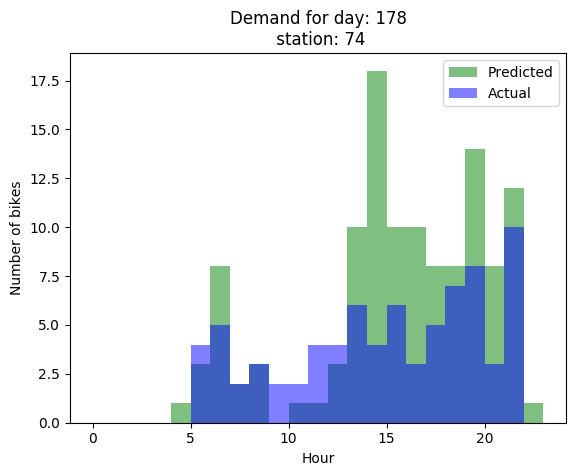 Demand for day: 178
station: 74
Predicted
Actual
17.5
15.0
12.5
10.0
7.5
5.0
2.5
0.0
Number of bikes
0 5 10 15 20
Hour